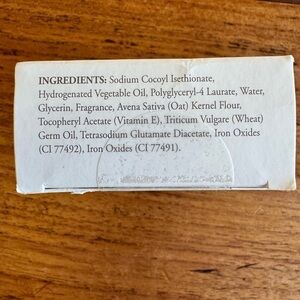 INGREDIENTS: Sodium Cocoyl Isethionate,
Hydrogenated Vegetable Oil, Polyglyceryl-4 Laurate, Water,
Glycerin, Fragrance, Avena Sativa (Oat) Kernel Flour,
Tocopheryl Acetate (Vitamin E), Triticum Vulgare (Wheat)
Germ Oil, Tetrasodium Glutamate Diacetate, Iron Oxides
(CI 77492), Iron Oxides (CI 77491).